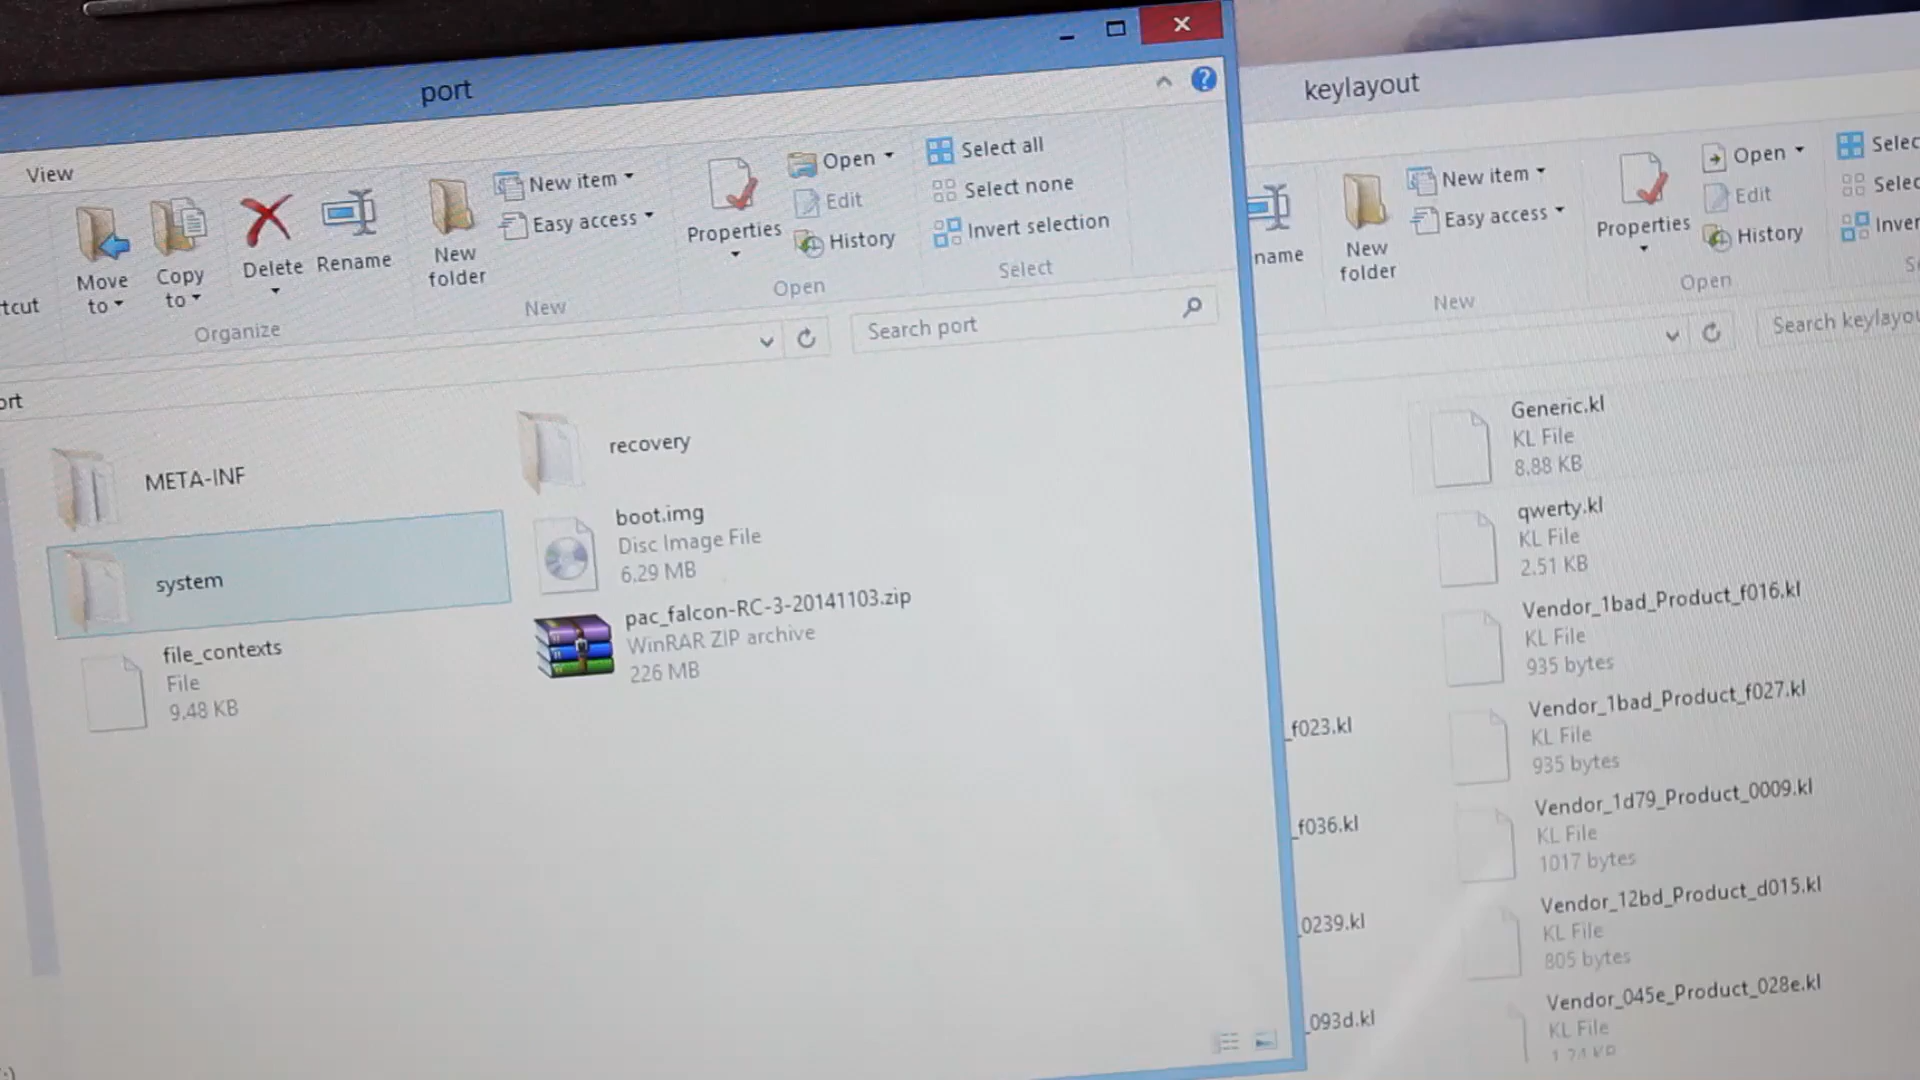 port
View
Move to
Copy to
Delete
Rename
Organize
New folder
New item
Easy access
New
Properties
Open
Edit
History
Open
Select all
Select none
Invert selection
Select
Search port
META-INF
system
file_contexts
File
9.48 KB
recovery
boot.img
Disc Image File
6.29 MB
pac_falcon-RC-3-20141103.zip
WinRAR ZIP archive
226 MB
keylayout
name
New folder
New item
Easy access
New
Properties
Open
Edit
History
Open
Selec
Selec
Inver
Search keylayou
_f023.kl
_f036.kl
_0239.kl
_093d.kl
Generic.kl
KL File
8.88 KB
qwerty.kl
KL File
2.51 KB
Vendor_1bad_Product_f016.kl
KL File
935 bytes
Vendor_1bad_Product_f027.kl
KL File
935 bytes
Vendor_1d79_Product_0009.kl
KL File
1017 bytes
Vendor_12bd_Product_d015.kl
KL File
805 bytes
Vendor_045e_Product_028e.kl
KL File